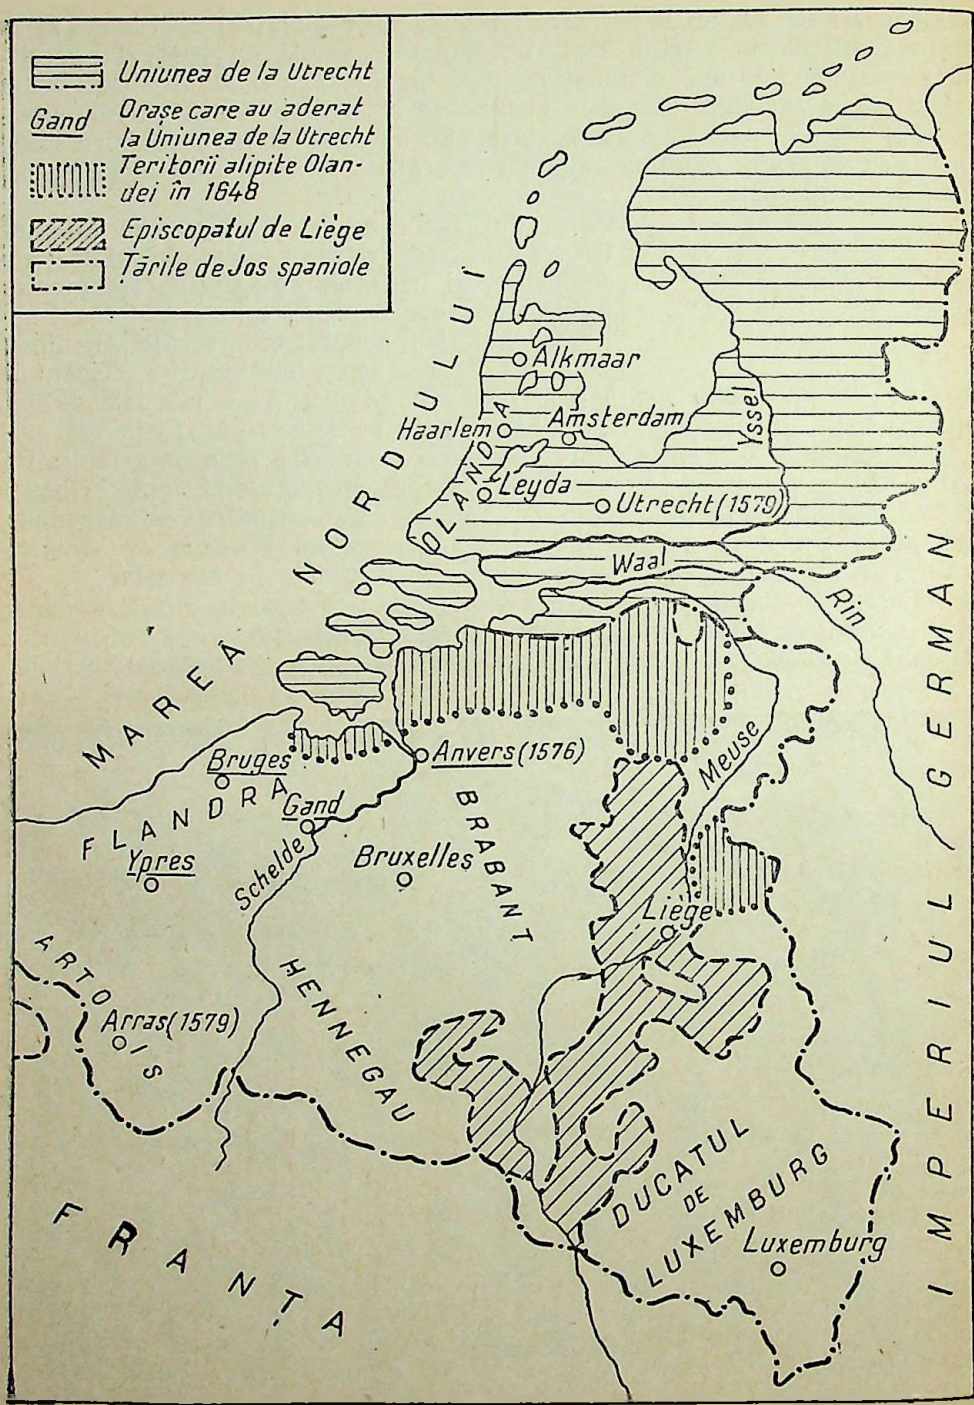 Uniunea de la Utrecht
Gand
Orașe care au aderat
la Uniunea de la Utrecht
Teritorii alipite Olan-
dei în 1648
Episcopatul de Liège
Țările de Jos spaniole
MAREA NORDULUI
Alkmaar
Haarlem
Amsterdam
OLANDA
Yssel
Leyda
Utrecht (1579)
Waal
Rin
IMPERIUL GERMAN
Meuse
Bruges
Anvers (1576)
FLANDRA
Gand
Ypres
Schelde
Bruxelles
BRABANT
Liège
ARTOIS
Arras (1579)
HENNEGAU
DUCATUL
DE
LUXEMBURG
Luxemburg
FRANȚA